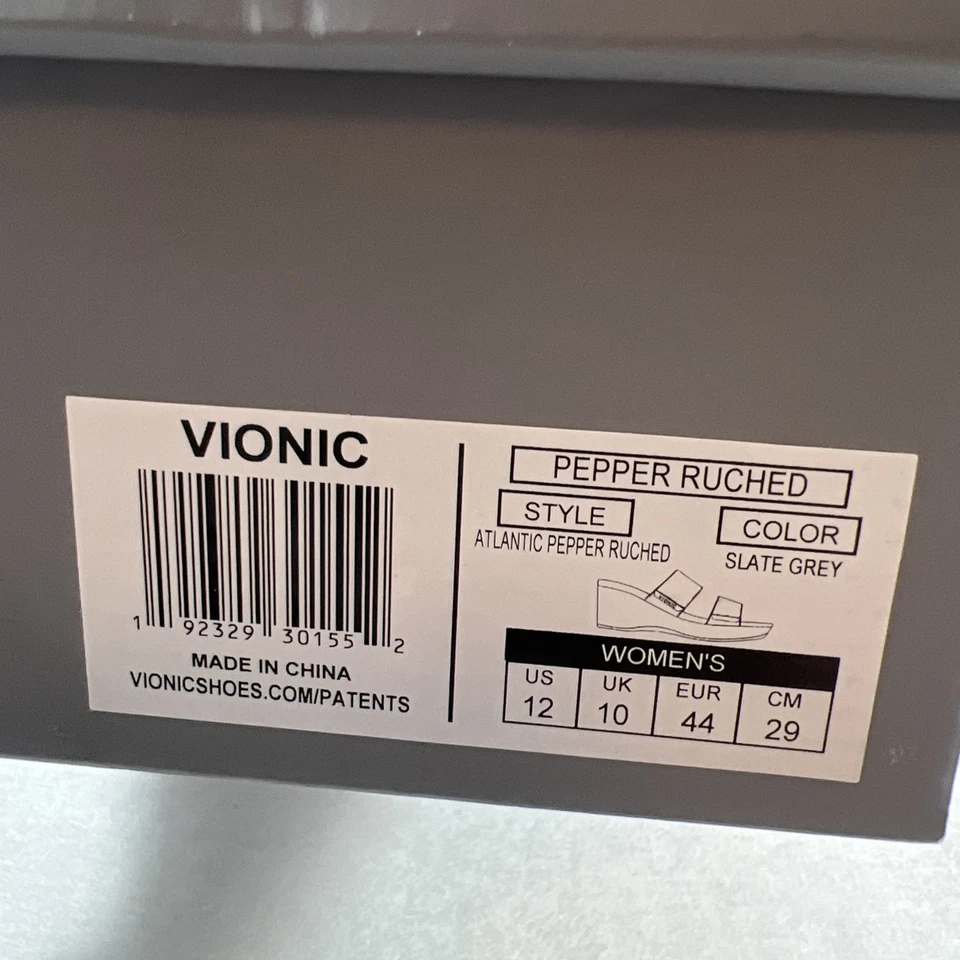 VIONIC
1 92329 30155 2
MADE IN CHINA
VIONICSHOES.COM/PATENTS
PEPPER RUCHED
STYLE
ATLANTIC PEPPER RUCHED
COLOR
SLATE GREY
VIONIC
WOMEN'S
US UK EUR CM
12 10 44 29